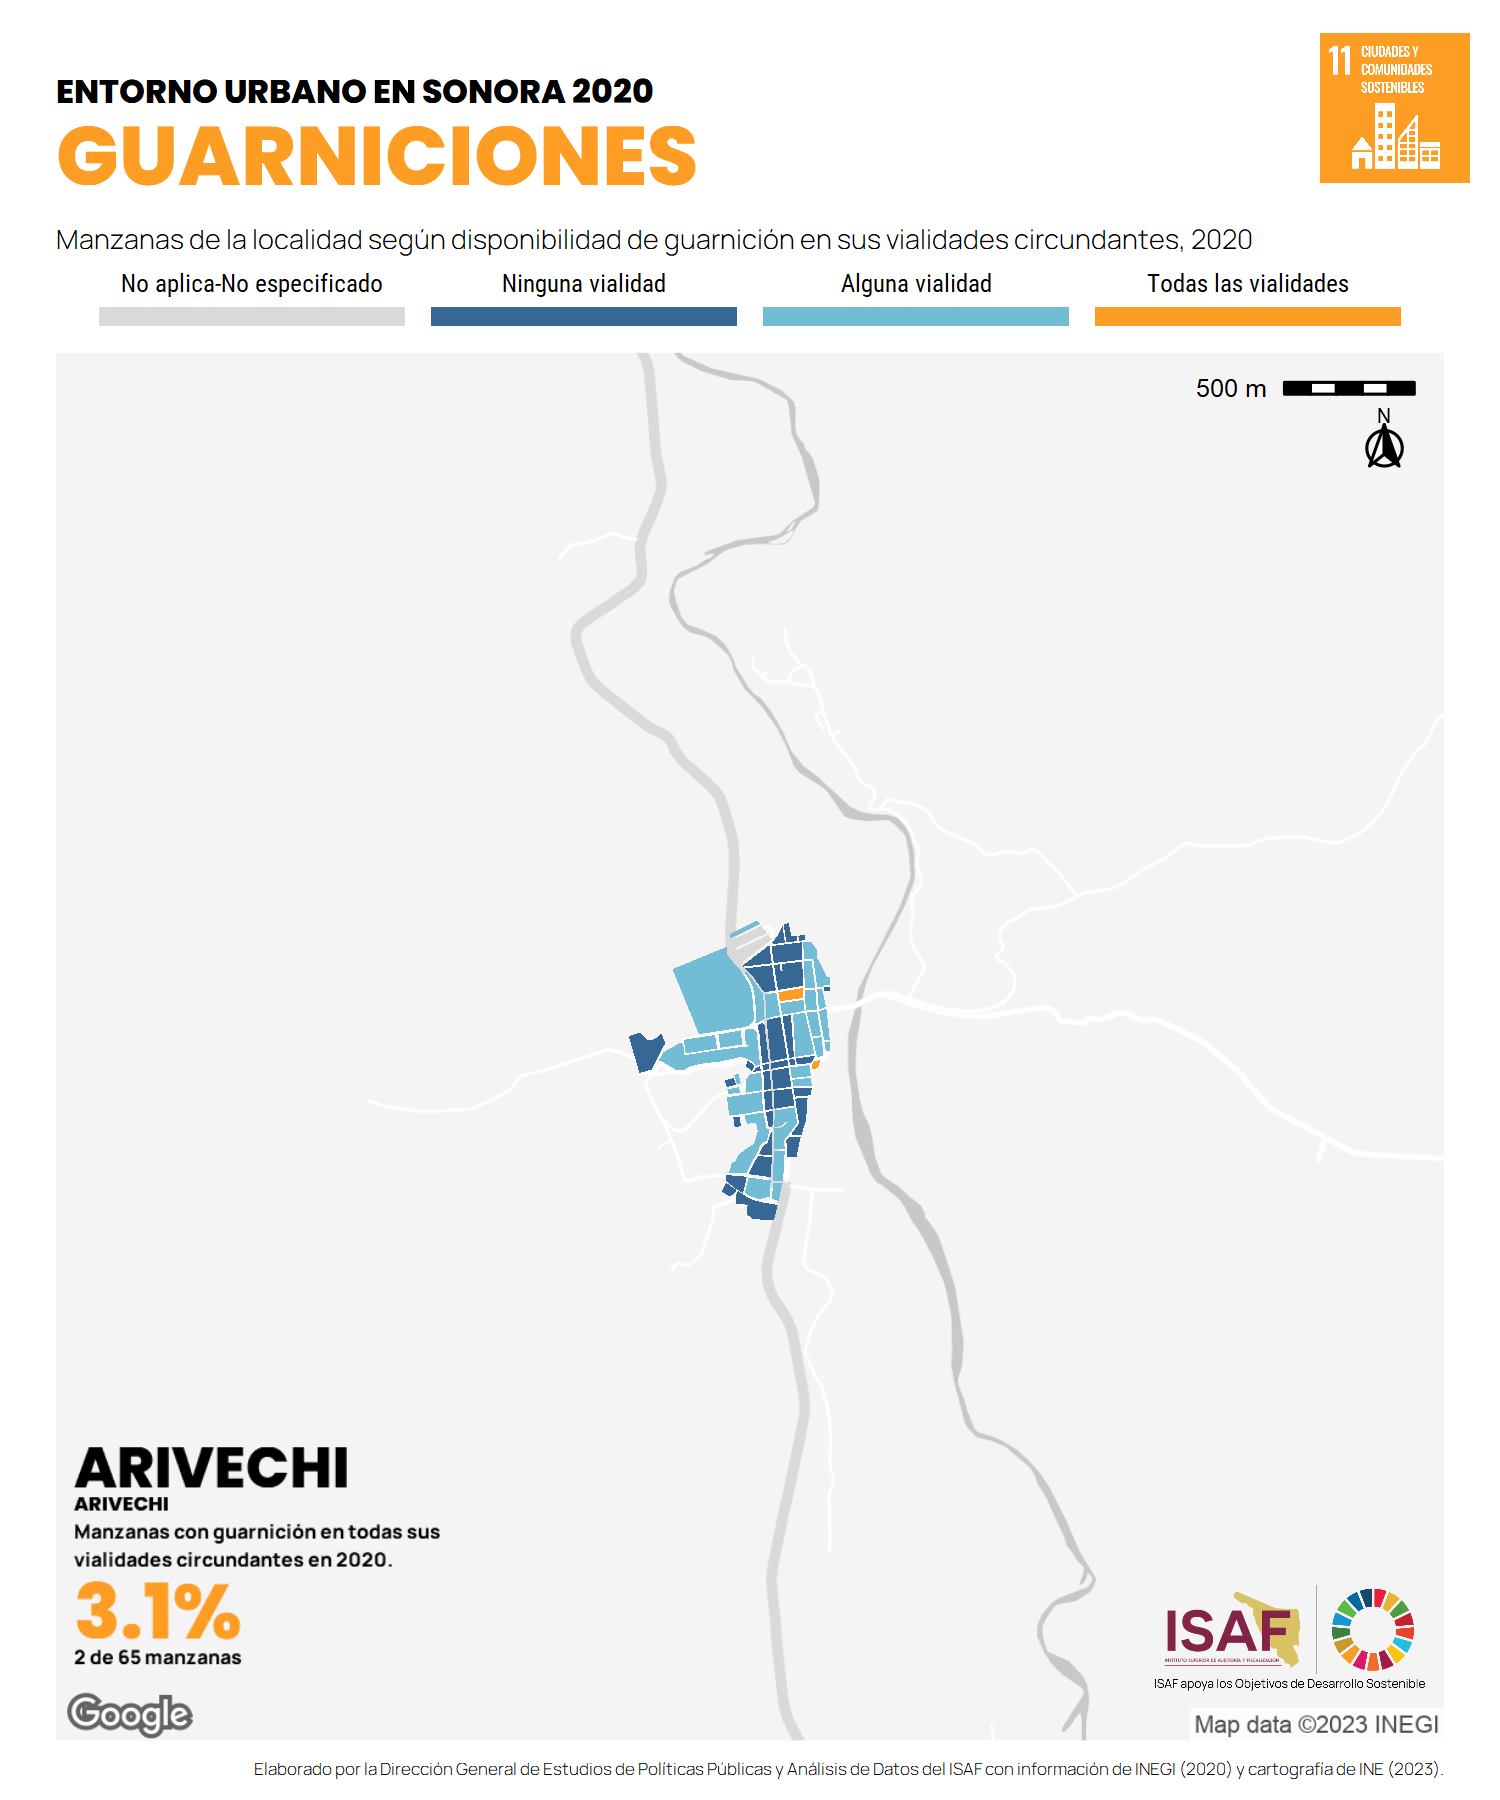 ENTORNO URBANO EN SONORA 2020
GUARNICIONES
11 CIUDADES Y
COMUNIDADES
SOSTENIBLES
Manzanas de la localidad según disponibilidad de guarnición en sus vialidades circundantes, 2020
No aplica-No especificado
Ninguna vialidad
Alguna vialidad
Todas las vialidades
500 m
N
ARIVECHI
ARIVECHI
Manzanas con guarnición en todas sus
vialidades circundantes en 2020.
3.1%
2 de 65 manzanas
Google
ISAF
INSTITUTO SUPERIOR DE AUDITORÍA Y FISCALIZACIÓN
ISAF apoya los Objetivos de Desarrollo Sostenible
Map data ©2023 INEGI
Elaborado por la Dirección General de Estudios de Políticas Públicas y Análisis de Datos del ISAF con información de INEGI (2020) y cartografía de INE (2023).